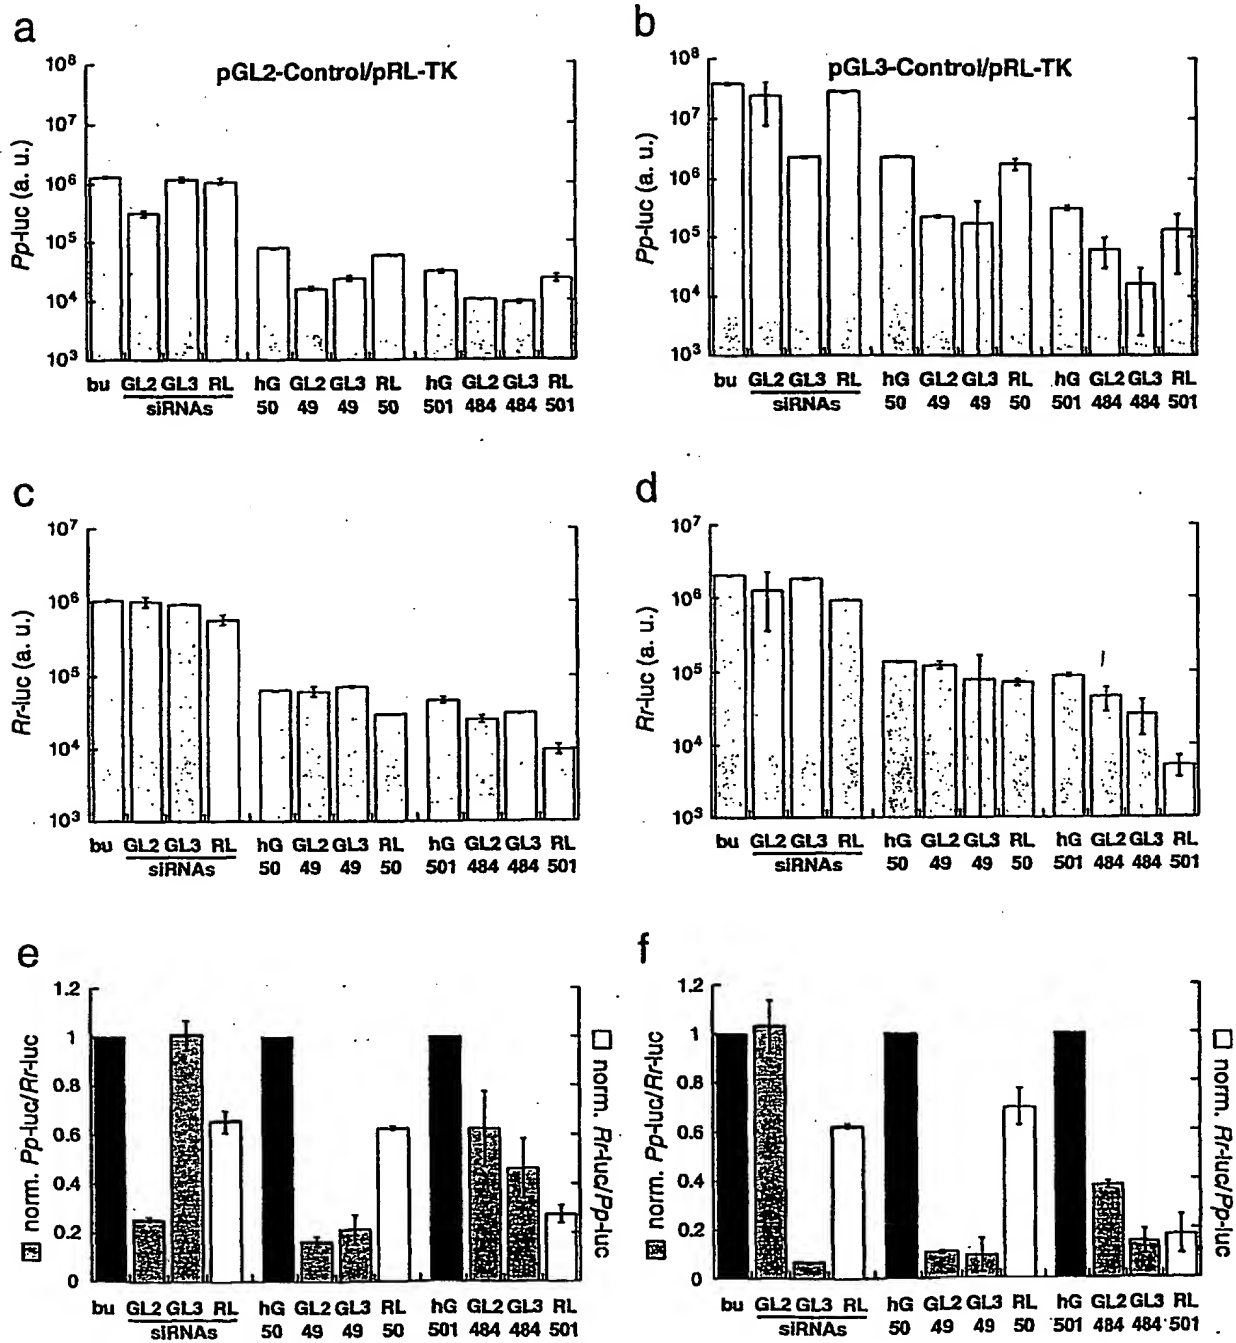 a
pGL2-Control/pRL-TK
Pp-luc (a. u.)
10⁸
10⁷
10⁶
10⁵
10⁴
10³
bu GL2 GL3 RL hG GL2 GL3 RL hG GL2 GL3 RL
siRNAs 50 49 49 50 501 484 484 501
b
pGL3-Control/pRL-TK
Pp-luc (a. u.)
10⁸
10⁷
10⁶
10⁵
10⁴
10³
bu GL2 GL3 RL hG GL2 GL3 RL hG GL2 GL3 RL
siRNAs 50 49 49 50 501 484 484 501
c
Rr-luc (a. u.)
10⁷
10⁶
10⁵
10⁴
10³
bu GL2 GL3 RL hG GL2 GL3 RL hG GL2 GL3 RL
siRNAs 50 49 49 50 501 484 484 501
d
Rr-luc (a. u.)
10⁷
10⁶
10⁵
10⁴
10³
bu GL2 GL3 RL hG GL2 GL3 RL hG GL2 GL3 RL
siRNAs 50 49 49 50 501 484 484 501
e
norm. Pp-luc/Rr-luc
1.2
1
0.8
0.6
0.4
0.2
0
norm. Rr-luc/Pp-luc
bu GL2 GL3 RL hG GL2 GL3 RL hG GL2 GL3 RL
siRNAs 50 49 49 50 501 484 484 501
f
norm. Pp-luc/Rr-luc
1.2
1
0.8
0.6
0.4
0.2
0
norm. Rr-luc/Pp-luc
bu GL2 GL3 RL hG GL2 GL3 RL hG GL2 GL3 RL
siRNAs 50 49 49 50 501 484 484 501